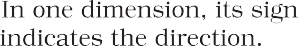 In one dimension, its sign
indicates the direction.